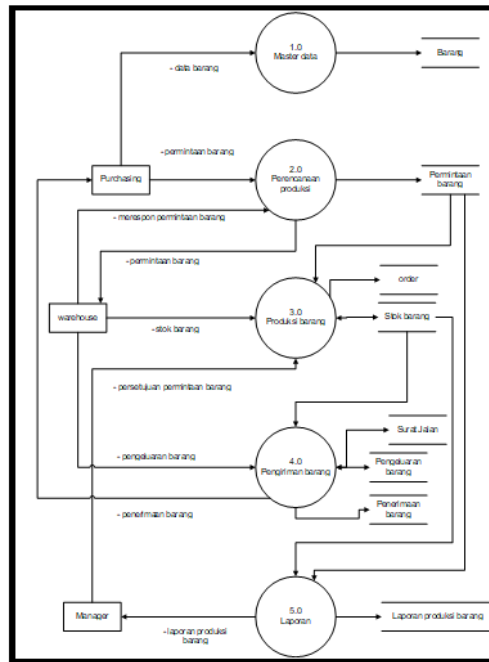 1.0
Master data
Barang
- data barang
- permintaan barang
Purchasing
2.0
Perencanaan
produksi
Permintaan
barang
- merespon permintaan barang
- permintaan barang
order
warehouse
3.0
Produksi barang
Stok barang
-stok barang
- persetujuan permintaan barang
Surat Jalan
- pengeluaran barang
4.0
Pengiriman barang
Pengeluaran
barang
- penerimaan barang
Penerimaan
barang
Manager
5.0
Laporan
Laporan produksi barang
-laporan produksi
barang